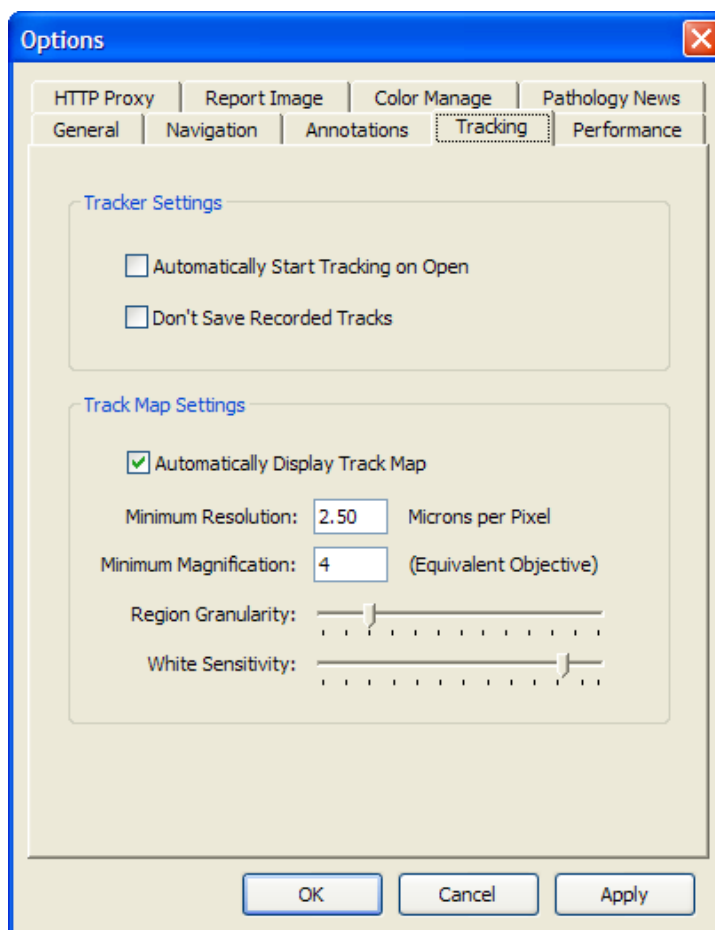 Options
HTTP Proxy Report Image Color Manage Pathology News
General Navigation Annotations Tracking Performance
Tracker Settings
Automatically Start Tracking on Open
Don't Save Recorded Tracks
Track Map Settings
Automatically Display Track Map
Minimum Resolution: 2.50 Microns per Pixel
Minimum Magnification: 4 (Equivalent Objective)
Region Granularity:
White Sensitivity:
OK Cancel Apply